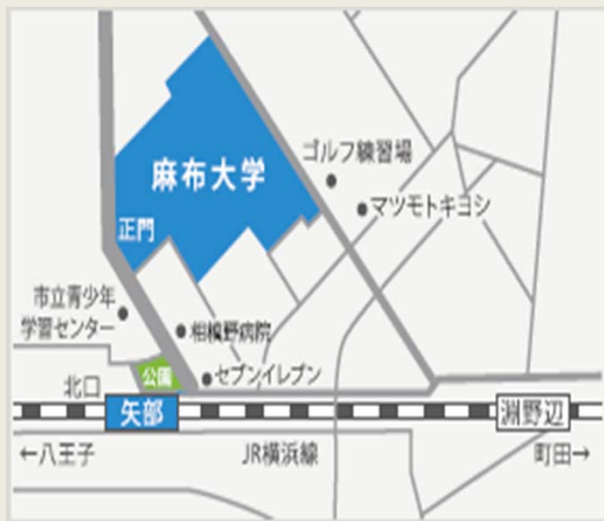 麻布大学
正門
ゴルフ練習場
マツモトキヨシ
市立青少年
学習センター
相模野病院
公園
セブンイレブン
北口
矢部
淵野辺
←八王子
JR横浜線
町田→